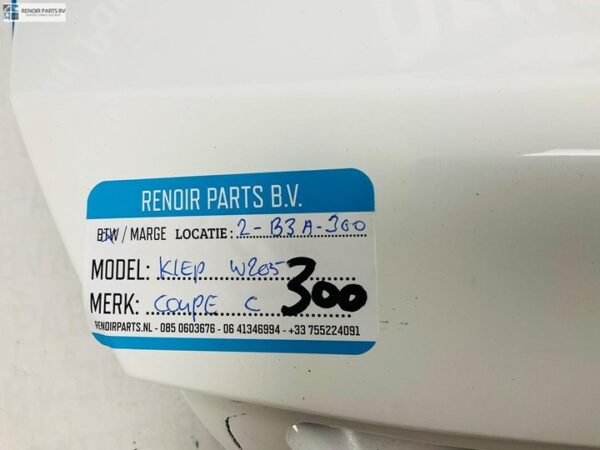 RENOIR PARTS BV
RENOIR PARTS B.V.
BTW / MARGE LOCATIE: 2-B3A-300
MODEL: KLEP W205
MERK: COUPE C 300
RENOIRPARTS.NL - 085 0603676 - 06 41346994 - +33 755224091